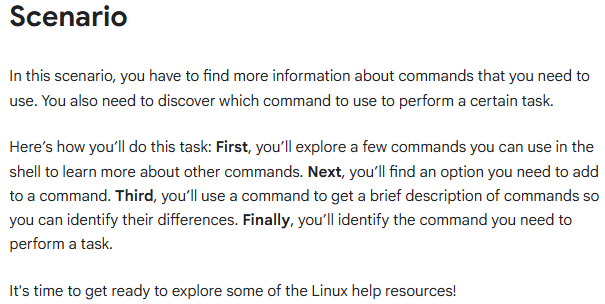 Scenario
In this scenario, you have to find more information about commands that you need to
use. You also need to discover which command to use to perform a certain task.
Here’s how you’ll do this task: First, you’ll explore a few commands you can use in the
shell to learn more about other commands. Next, you’ll find an option you need to add
to a command. Third, you’ll use a command to get a brief description of commands so
you can identify their differences. Finally, you’ll identify the command you need to
perform a task.
It's time to get ready to explore some of the Linux help resources!